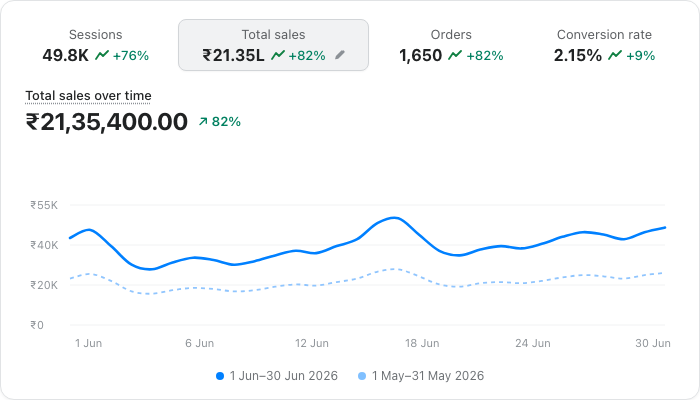 Sessions
49.8K +76%
Total sales
₹21.35L +82%
Orders
1,650 +82%
Conversion rate
2.15% +9%
Total sales over time
₹21,35,400.00 ↗ 82%
₹55K
₹40K
₹20K
₹0
1 Jun 6 Jun 12 Jun 18 Jun 24 Jun 30 Jun
1 Jun–30 Jun 2026 1 May–31 May 2026